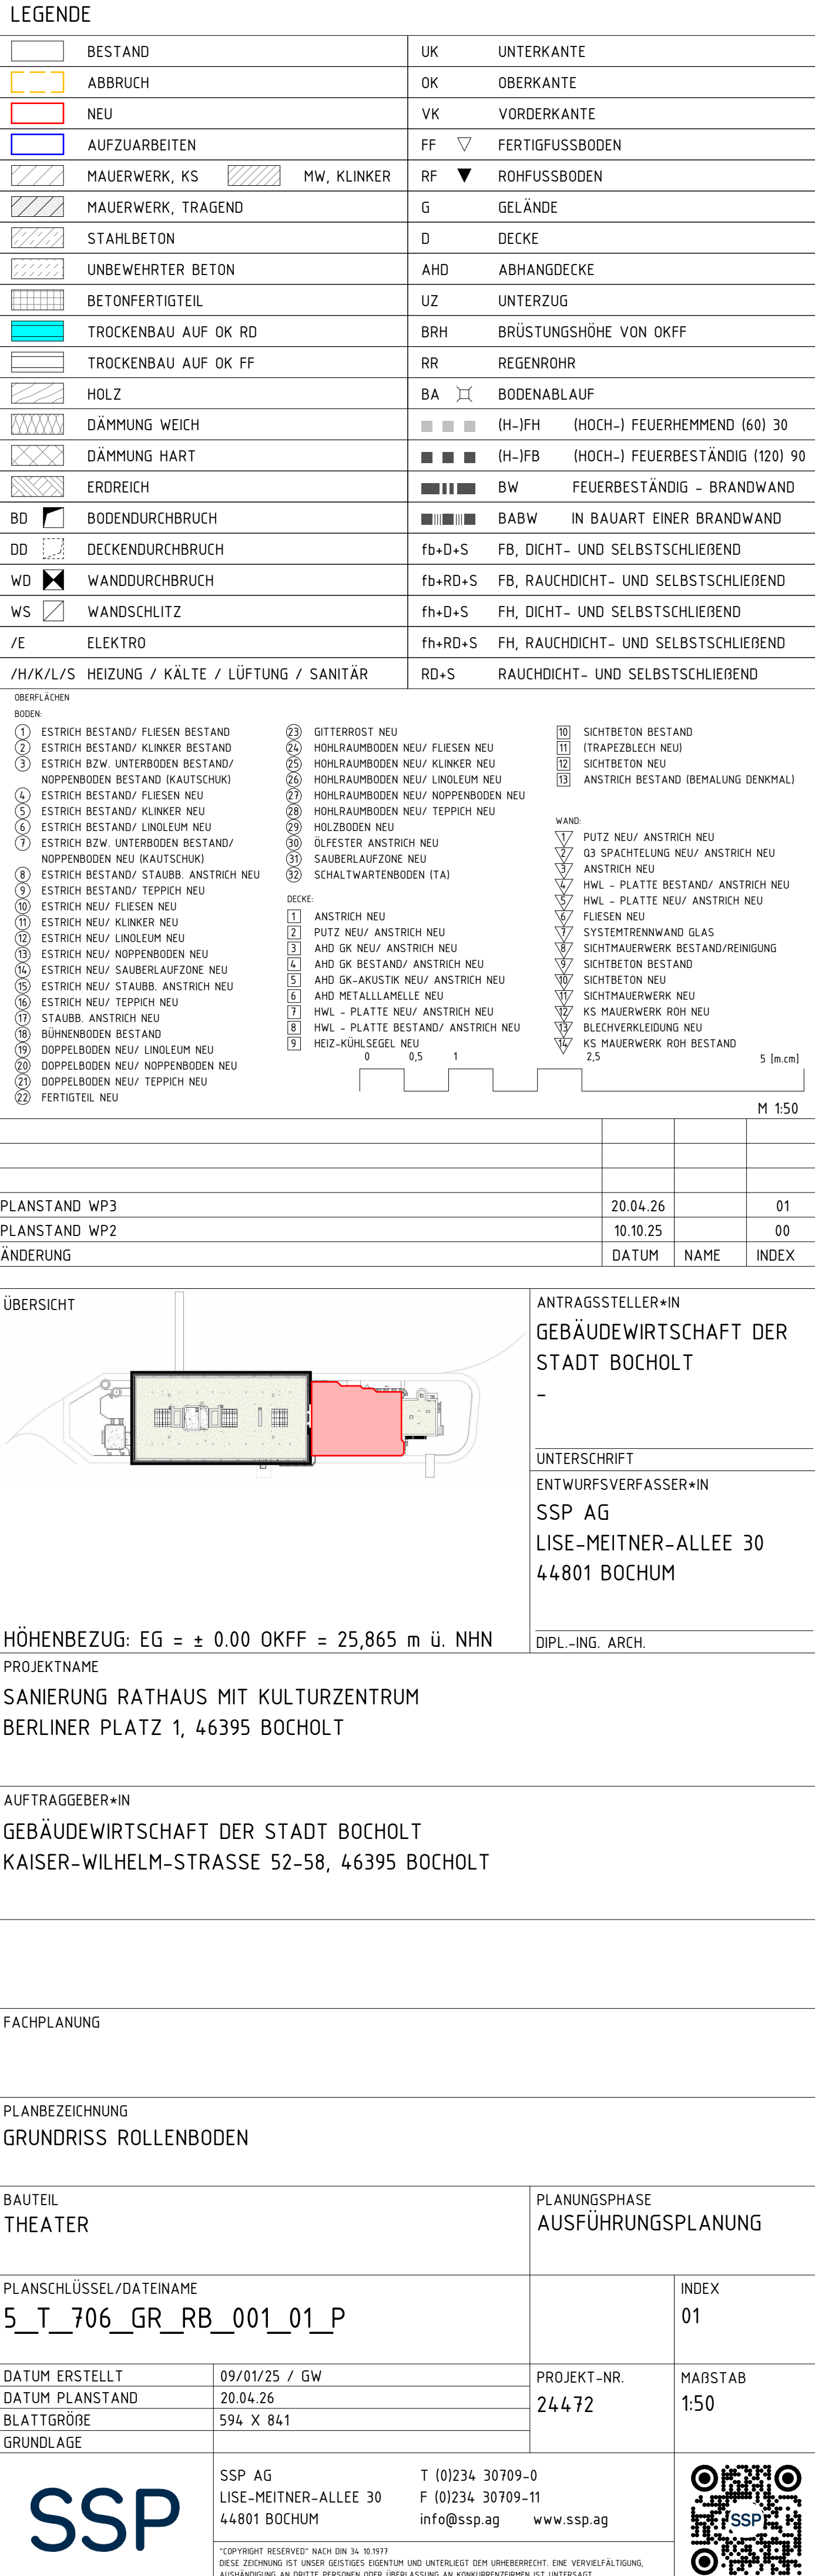 LEGENDE
BESTAND
UK UNTERKANTE
ABBRUCH
OK OBERKANTE
NEU
VK VORDERKANTE
AUFZUARBEITEN
FF FERTIGFUSSBODEN
MAUERWERK, KS MW, KLINKER
RF ROHFUSSBODEN
MAUERWERK, TRAGEND
G GELÄNDE
STAHLBETON
D DECKE
UNBEWEHRTER BETON
AHD ABHANGDECKE
BETONFERTIGTEIL
UZ UNTERZUG
TROCKENBAU AUF OK RD
BRH BRÜSTUNGSHÖHE VON OKFF
TROCKENBAU AUF OK FF
RR REGENROHR
HOLZ
BA BODENABLAUF
DÄMMUNG WEICH
(H-)FH (HOCH-) FEUERHEMMEND (60) 30
DÄMMUNG HART
(H-)FB (HOCH-) FEUERBESTÄNDIG (120) 90
ERDREICH
BW FEUERBESTÄNDIG - BRANDWAND
BD BODENDURCHBRUCH
BABW IN BAUART EINER BRANDWAND
DD DECKENDURCHBRUCH
fb+D+S FB, DICHT- UND SELBSTSCHLIEßEND
WD WANDDURCHBRUCH
fb+RD+S FB, RAUCHDICHT- UND SELBSTSCHLIEßEND
WS WANDSCHLITZ
fh+D+S FH, DICHT- UND SELBSTSCHLIEßEND
/E ELEKTRO
fh+RD+S FH, RAUCHDICHT- UND SELBSTSCHLIEßEND
/H/K/L/S HEIZUNG / KÄLTE / LÜFTUNG / SANITÄR
RD+S RAUCHDICHT- UND SELBSTSCHLIEßEND
OBERFLÄCHEN
BODEN:
1 ESTRICH BESTAND/ FLIESEN BESTAND
2 ESTRICH BESTAND/ KLINKER BESTAND
3 ESTRICH BZW. UNTERBODEN BESTAND/
NOPPENBODEN BESTAND (KAUTSCHUK)
4 ESTRICH BESTAND/ FLIESEN NEU
5 ESTRICH BESTAND/ KLINKER NEU
6 ESTRICH BESTAND/ LINOLEUM NEU
7 ESTRICH BZW. UNTERBODEN BESTAND/
NOPPENBODEN NEU (KAUTSCHUK)
8 ESTRICH BESTAND/ STAUBB. ANSTRICH NEU
9 ESTRICH BESTAND/ TEPPICH NEU
10 ESTRICH NEU/ FLIESEN NEU
11 ESTRICH NEU/ KLINKER NEU
12 ESTRICH NEU/ LINOLEUM NEU
13 ESTRICH NEU/ NOPPENBODEN NEU
14 ESTRICH NEU/ SAUBERLAUFZONE NEU
15 ESTRICH NEU/ STAUBB. ANSTRICH NEU
16 ESTRICH NEU/ TEPPICH NEU
17 STAUBB. ANSTRICH NEU
18 BÜHNENBODEN BESTAND
19 DOPPELBODEN NEU/ LINOLEUM NEU
20 DOPPELBODEN NEU/ NOPPENBODEN NEU
21 DOPPELBODEN NEU/ TEPPICH NEU
22 FERTIGTEIL NEU
23 GITTERROST NEU
24 HOHLRAUMBODEN NEU/ FLIESEN NEU
25 HOHLRAUMBODEN NEU/ KLINKER NEU
26 HOHLRAUMBODEN NEU/ LINOLEUM NEU
27 HOHLRAUMBODEN NEU/ NOPPENBODEN NEU
28 HOHLRAUMBODEN NEU/ TEPPICH NEU
29 HOLZBODEN NEU
30 ÖLFESTER ANSTRICH NEU
31 SAUBERLAUFZONE NEU
32 SCHALTWARTENBODEN (TA)
DECKE:
1 ANSTRICH NEU
2 PUTZ NEU/ ANSTRICH NEU
3 AHD GK NEU/ ANSTRICH NEU
4 AHD GK BESTAND/ ANSTRICH NEU
5 AHD GK-AKUSTIK NEU/ ANSTRICH NEU
6 AHD METALLLAMELLE NEU
7 HWL - PLATTE NEU/ ANSTRICH NEU
8 HWL - PLATTE BESTAND/ ANSTRICH NEU
9 HEIZ-KÜHLSEGEL NEU
10 SICHTBETON BESTAND
11 (TRAPEZBLECH NEU)
12 SICHTBETON NEU
13 ANSTRICH BESTAND (BEMALUNG DENKMAL)
WAND:
1 PUTZ NEU/ ANSTRICH NEU
2 Q3 SPACHTELUNG NEU/ ANSTRICH NEU
3 ANSTRICH NEU
4 HWL - PLATTE BESTAND/ ANSTRICH NEU
5 HWL - PLATTE NEU/ ANSTRICH NEU
6 FLIESEN NEU
7 SYSTEMTRENNWAND GLAS
8 SICHTMAUERWERK BESTAND/REINIGUNG
9 SICHTBETON BESTAND
10 SICHTBETON NEU
11 SICHTMAUERWERK NEU
12 KS MAUERWERK ROH NEU
13 BLECHVERKLEIDUNG NEU
14 KS MAUERWERK ROH BESTAND
0 0,5 1 2,5 5 [m.cm]
M 1:50
PLANSTAND WP3 20.04.26 01
PLANSTAND WP2 10.10.25 00
ÄNDERUNG DATUM NAME INDEX
ÜBERSICHT
HÖHENBEZUG: EG = ± 0.00 OKFF = 25,865 m ü. NHN
ANTRAGSSTELLER*IN
GEBÄUDEWIRTSCHAFT DER
STADT BOCHOLT
-
UNTERSCHRIFT
ENTWURFSVERFASSER*IN
SSP AG
LISE-MEITNER-ALLEE 30
44801 BOCHUM
DIPL.-ING. ARCH.
PROJEKTNAME
SANIERUNG RATHAUS MIT KULTURZENTRUM
BERLINER PLATZ 1, 46395 BOCHOLT
AUFTRAGGEBER*IN
GEBÄUDEWIRTSCHAFT DER STADT BOCHOLT
KAISER-WILHELM-STRASSE 52-58, 46395 BOCHOLT
FACHPLANUNG
PLANBEZEICHNUNG
GRUNDRISS ROLLENBODEN
BAUTEIL
THEATER
PLANUNGSPHASE
AUSFÜHRUNGSPLANUNG
PLANSCHLÜSSEL/DATEINAME
5_T_706_GR_RB_001_01_P
INDEX
01
DATUM ERSTELLT 09/01/25 / GW
DATUM PLANSTAND 20.04.26
BLATTGRÖßE 594 X 841
GRUNDLAGE
PROJEKT-NR.
24472
MAßSTAB
1:50
SSP
SSP AG T (0)234 30709-0
LISE-MEITNER-ALLEE 30 F (0)234 30709-11
44801 BOCHUM info@ssp.ag www.ssp.ag
"COPYRIGHT RESERVED" NACH DIN 34 10.1977
DIESE ZEICHNUNG IST UNSER GEISTIGES EIGENTUM UND UNTERLIEGT DEM URHEBERRECHT. EINE VERVIELFÄLTIGUNG,
AUSHÄNDIGUNG AN DRITTE PERSONEN ODER ÜBERLASSUNG AN KONKURRENZFIRMEN IST UNTERSAGT.
SSP